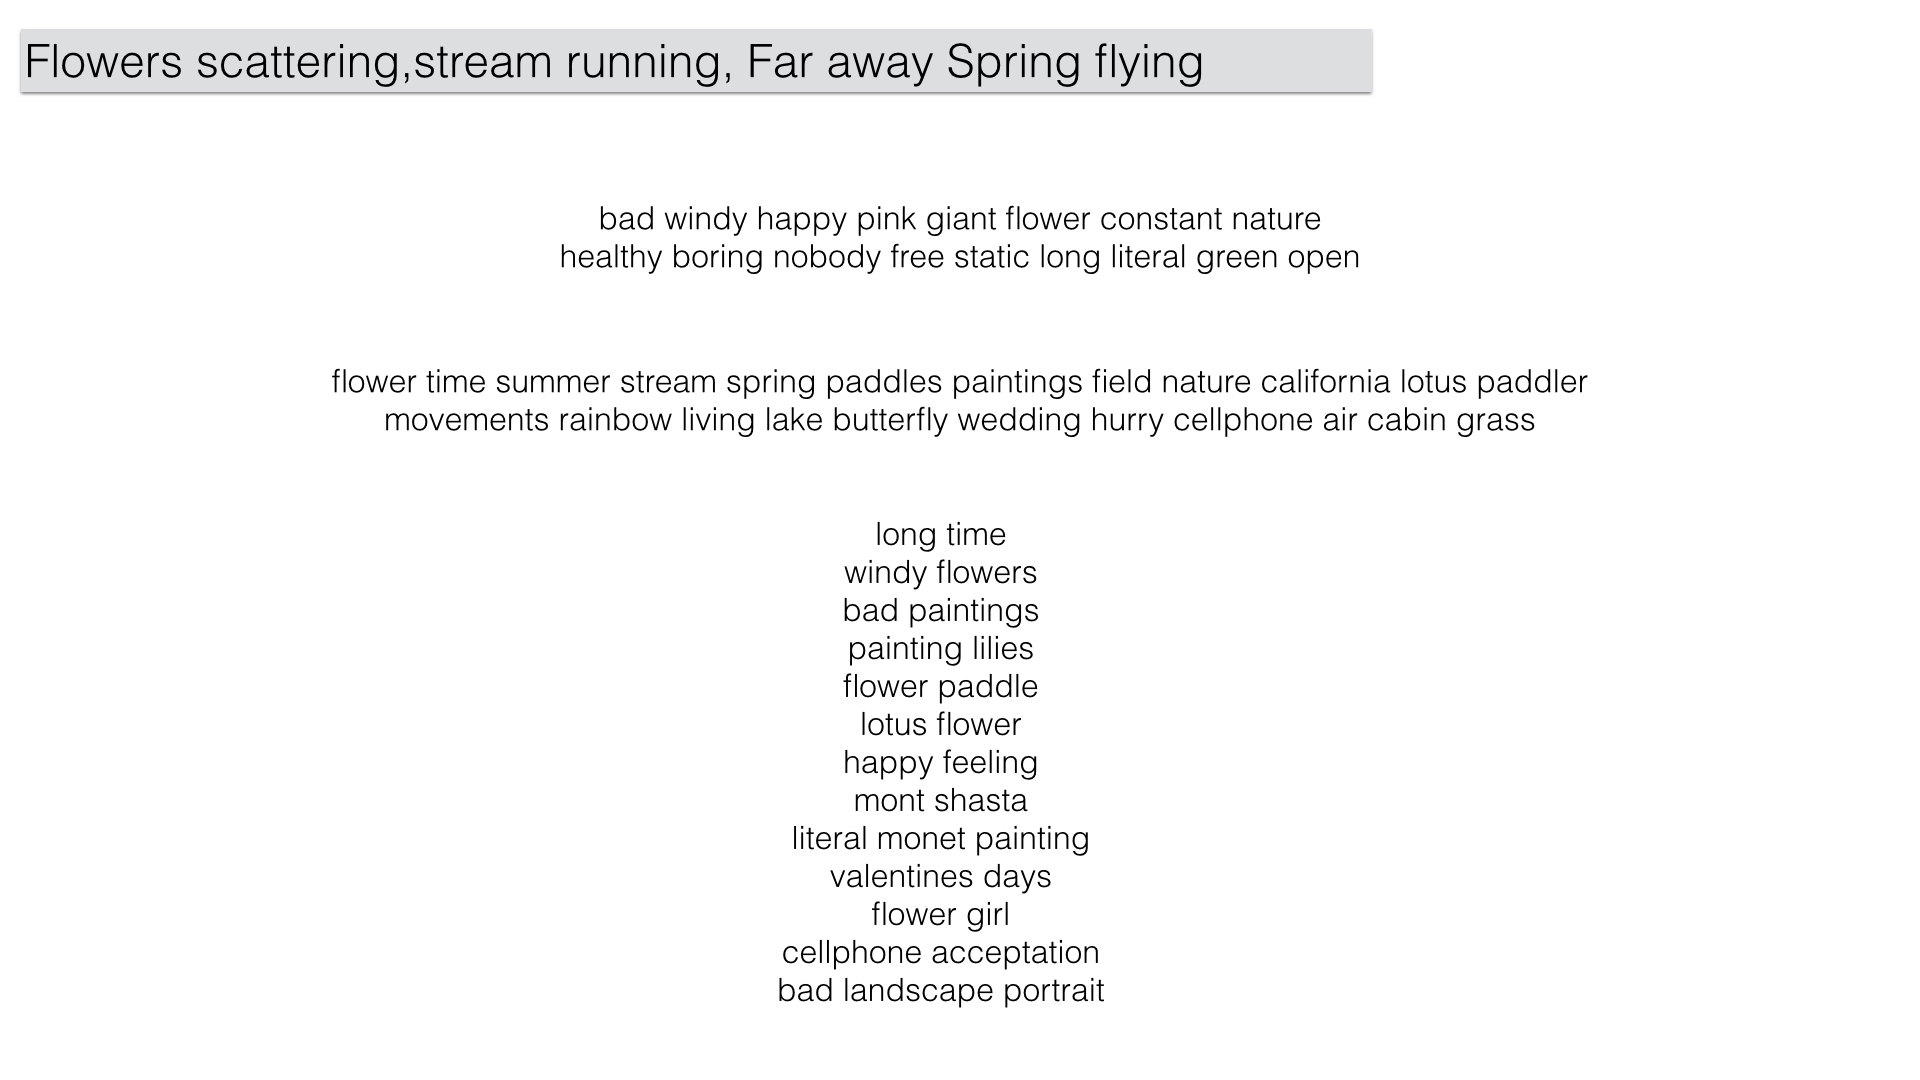 Flowers scattering,stream running, Far away Spring flying
bad windy happy pink giant flower constant nature
healthy boring nobody free static long literal green open
flower time summer stream spring paddles paintings field nature california lotus paddler
movements rainbow living lake butterfly wedding hurry cellphone air cabin grass
long time
windy flowers
bad paintings
painting lilies
flower paddle
lotus flower
happy feeling
mont shasta
literal monet painting
valentines days
flower girl
cellphone acceptation
bad landscape portrait